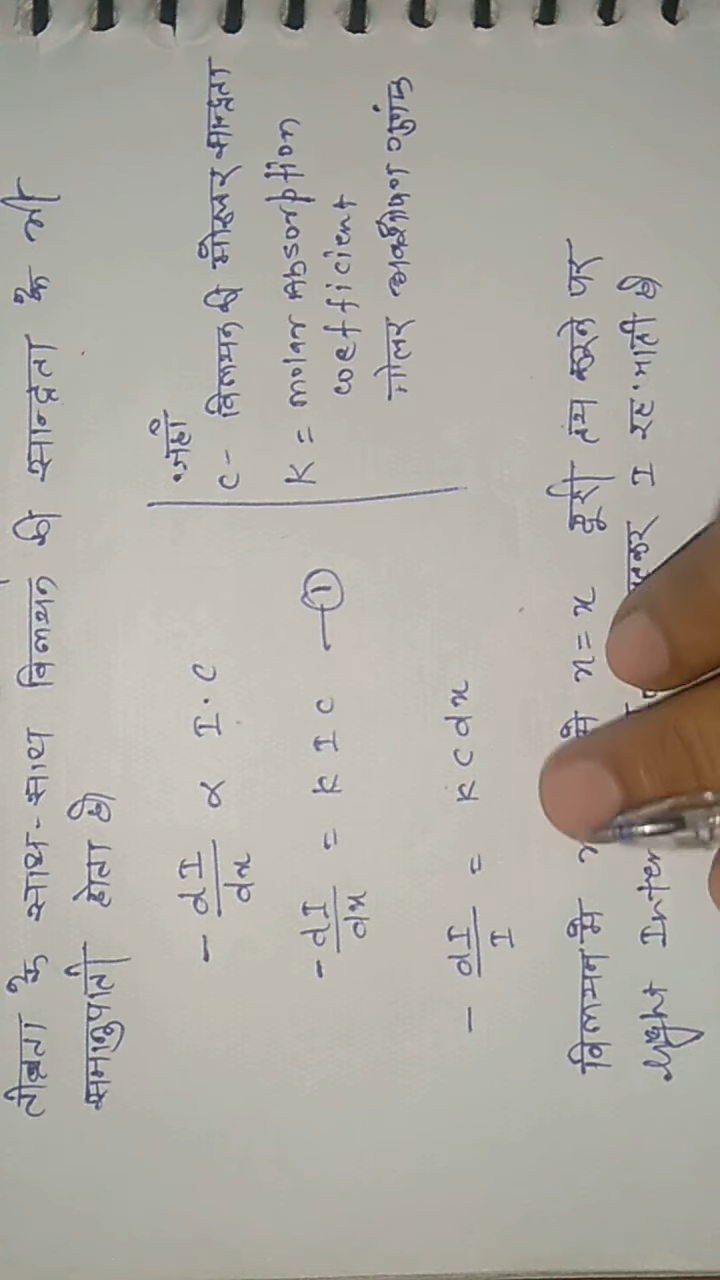 तीव्रता के साथ-साथ विलयन की सान्द्रता के भी
समानुपाती होता है
- dI/dx ∝ I·C
- dI/dx = k I C —①
- dI/I = K C dx
जहाँ
C - विलयन की मोलर सान्द्रता
K = molar Absorption
coefficient
मोलर अवशोषण गुणांक
विलयन में x=x दूरी तय करने पर
Light I रह जाती है